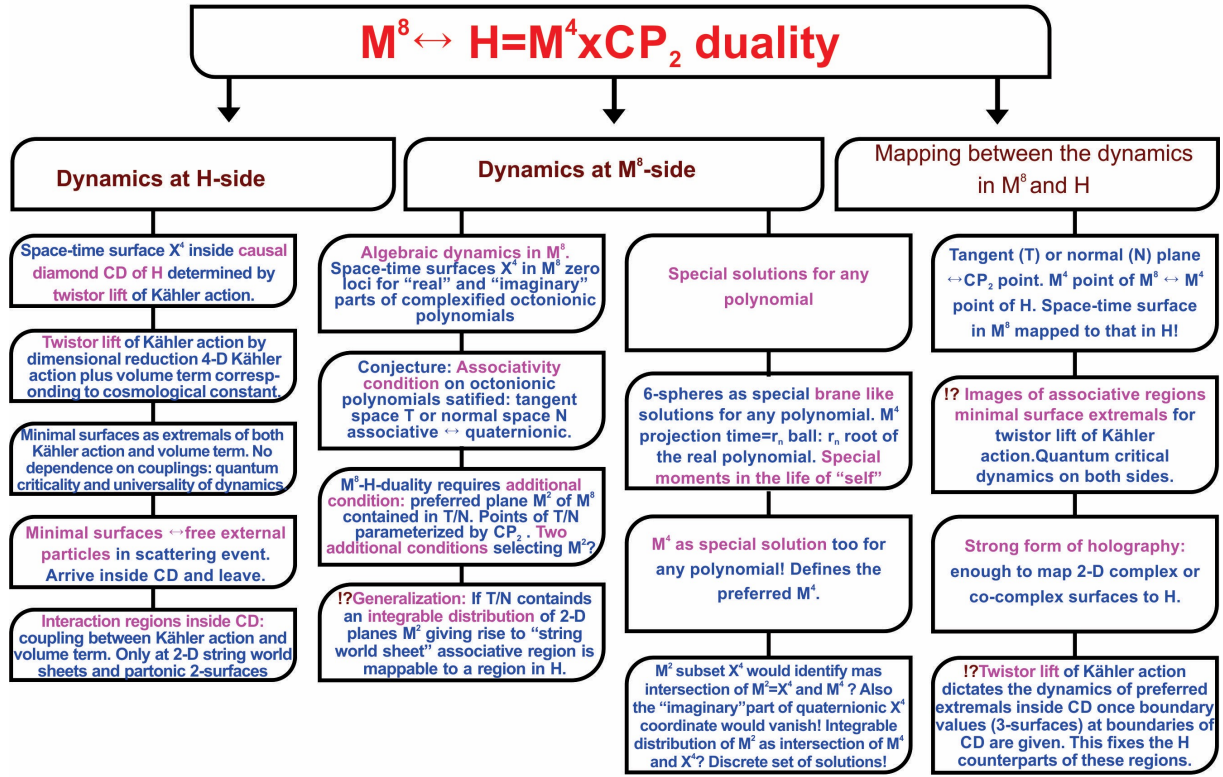 M⁸↔ H=M⁴xCP₂ duality
Dynamics at H-side
Space-time surface X⁴ inside causal
diamond CD of H determined by
twistor lift of Kähler action.
Twistor lift of Kähler action by
dimensional reduction 4-D Kähler
action plus volume term corresp-
onding to cosmological constant.
Minimal surfaces as extremals of both
Kähler action and volume term. No
dependence on couplings: quantum
criticality and universality of dynamics
Minimal surfaces ↔free external
particles in scattering event.
Arrive inside CD and leave.
Interaction regions inside CD:
coupling between Kähler action and
volume term. Only at 2-D string world
sheets and partonic 2-surfaces
Dynamics at M⁸-side
Algebraic dynamics in M⁸.
Space-time surfaces X⁴ in M⁸ zero
loci for “real” and “imaginary”
parts of complexified octonionic
polynomials
Conjecture: Associativity
condition on octonionic
polynomials satified: tangent
space T or normal space N
associative ↔ quaternionic.
M⁸-H-duality requires additional
condition: preferred plane M² of M⁸
contained in T/N. Points of T/N
parameterized by CP₂ . Two
additional conditions selecting M²?
!?Generalization: If T/N containds
an integrable distribution of 2-D
planes M² giving rise to “string
world sheet” associative region is
mappable to a region in H.
Special solutions for any
polynomial
6-spheres as special brane like
solutions for any polynomial. M⁴
projection time=rₙ ball: rₙ root of
the real polynomial. Special
moments in the life of “self”
M⁴ as special solution too for
any polynomial! Defines the
preferred M⁴.
M² subset X⁴ would identify mas
intersection of M²=X⁴ and M⁴ ? Also
the “imaginary”part of quaternionic X⁴
coordinate would vanish! Integrable
distribution of M² as intersection of M⁴
and X⁴? Discrete set of solutions!
Mapping between the dynamics
in M⁸ and H
Tangent (T) or normal (N) plane
↔CP₂ point. M⁴ point of M⁸ ↔ M⁴
point of H. Space-time surface
in M⁸ mapped to that in H!
!? Images of associative regions
minimal surface extremals for
twistor lift of Kähler
action.Quantum critical
dynamics on both sides.
Strong form of holography:
enough to map 2-D complex or
co-complex surfaces to H.
!?Twistor lift of Kähler action
dictates the dynamics of preferred
extremals inside CD once boundary
values (3-surfaces) at boundaries of
CD are given. This fixes the H
counterparts of these regions.